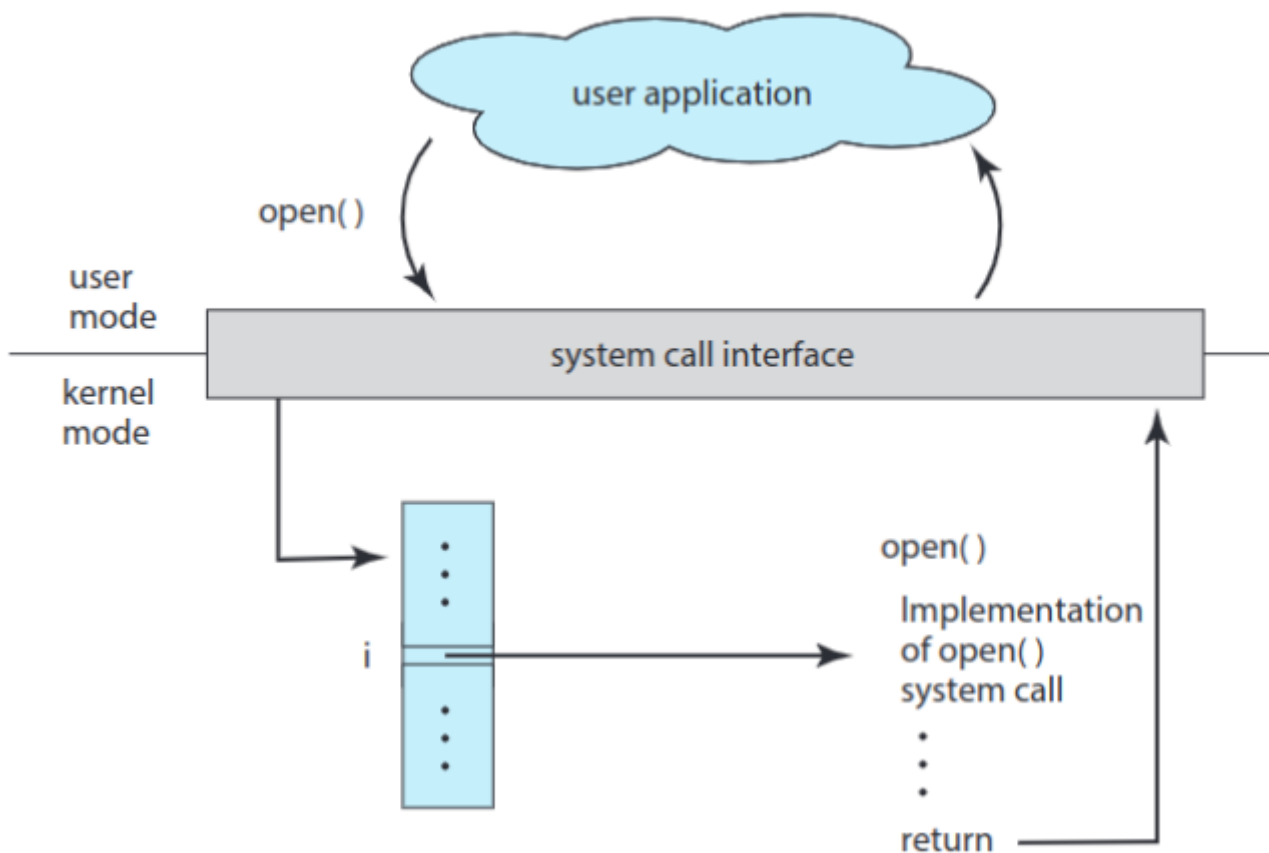 user application
open( )
user
mode
system call interface
kernel
mode
open( )
Implementation
of open( )
system call
i
return